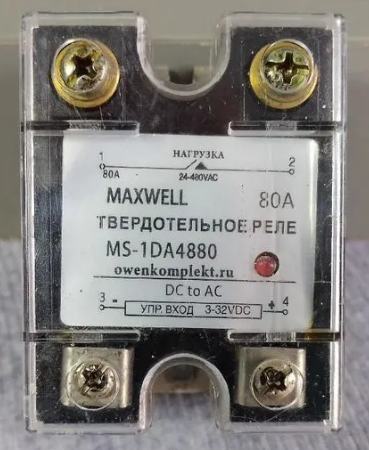 НАГРУЗКА
1 2
80A 24-480VAC
MAXWELL 80A
ТВЕРДОТЕЛЬНОЕ РЕЛЕ
MS-1DA4880
owenkomplekt.ru
DC to AC
3 - + 4
УПР. ВХОД 3-32VDC